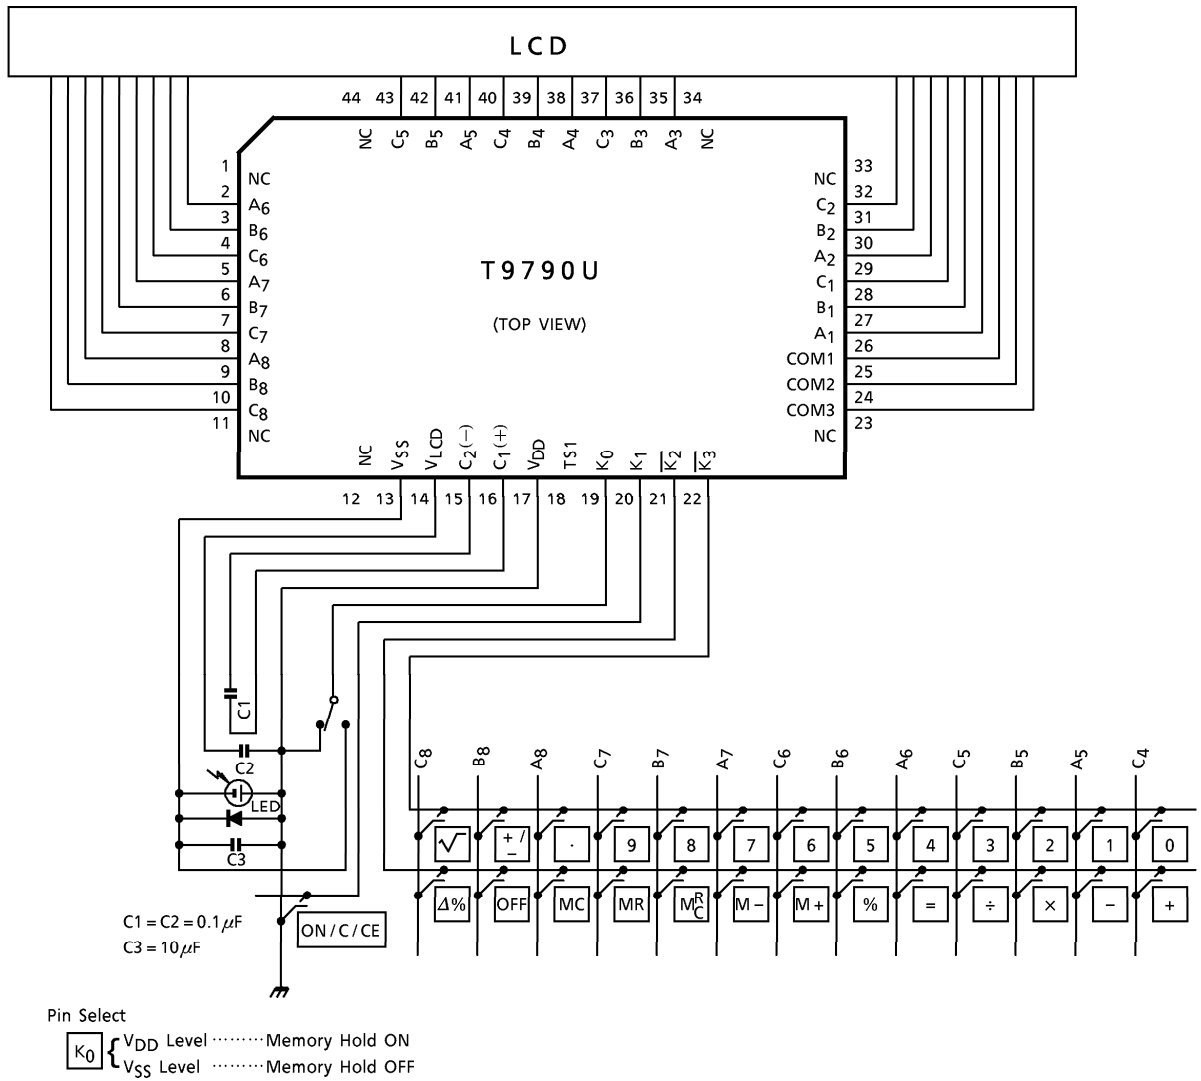 LCD
44 43 42 41 40 39 38 37 36 35 34
NC C5 B5 A5 C4 B4 A4 C3 B3 A3 NC
1 NC
2 A6
3 B6
4 C6
5 A7
6 B7
7 C7
8 A8
9 B8
10 C8
11 NC
T9790U
(TOP VIEW)
33 NC
32 C2
31 B2
30 A2
29 C1
28 B1
27 A1
26 COM1
25 COM2
24 COM3
23 NC
NC VSS VLCD C2(−) C1(+) VDD TS1 K0 K1 K̅2 K̅3
12 13 14 15 16 17 18 19 20 21 22
C1
C2
LED
C3
C8 B8 A8 C7 B7 A7 C6 B6 A6 C5 B5 A5 C4
√ +/− · 9 8 7 6 5 4 3 2 1 0
Δ% OFF MC MR MRC M− M+ % = ÷ × − +
ON/C/CE
C1=C2=0.1μF
C3=10μF
Pin Select
K0 { VDD Level ········· Memory Hold ON
VSS Level ········· Memory Hold OFF